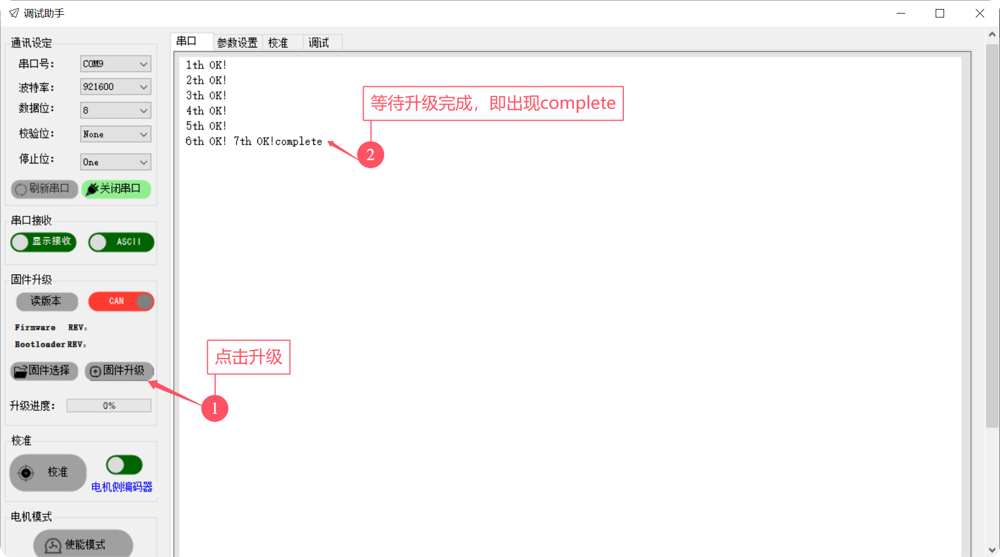 调试助手
通讯设定
串口号：
COM9
波特率：
921600
数据位：
8
校验位：
None
停止位：
One
刷新串口
关闭串口
串口接收
显示接收
ASCII
固件升级
读版本
CAN
Firmware REV:
Bootloader REV:
固件选择
固件升级
升级进度：
0%
校准
校准
电机侧编码器
电机模式
使能模式
串口 参数设置 校准 调试
1th OK!
2th OK!
3th OK!
4th OK!
5th OK!
6th OK! 7th OK!complete
等待升级完成，即出现complete
2
点击升级
1